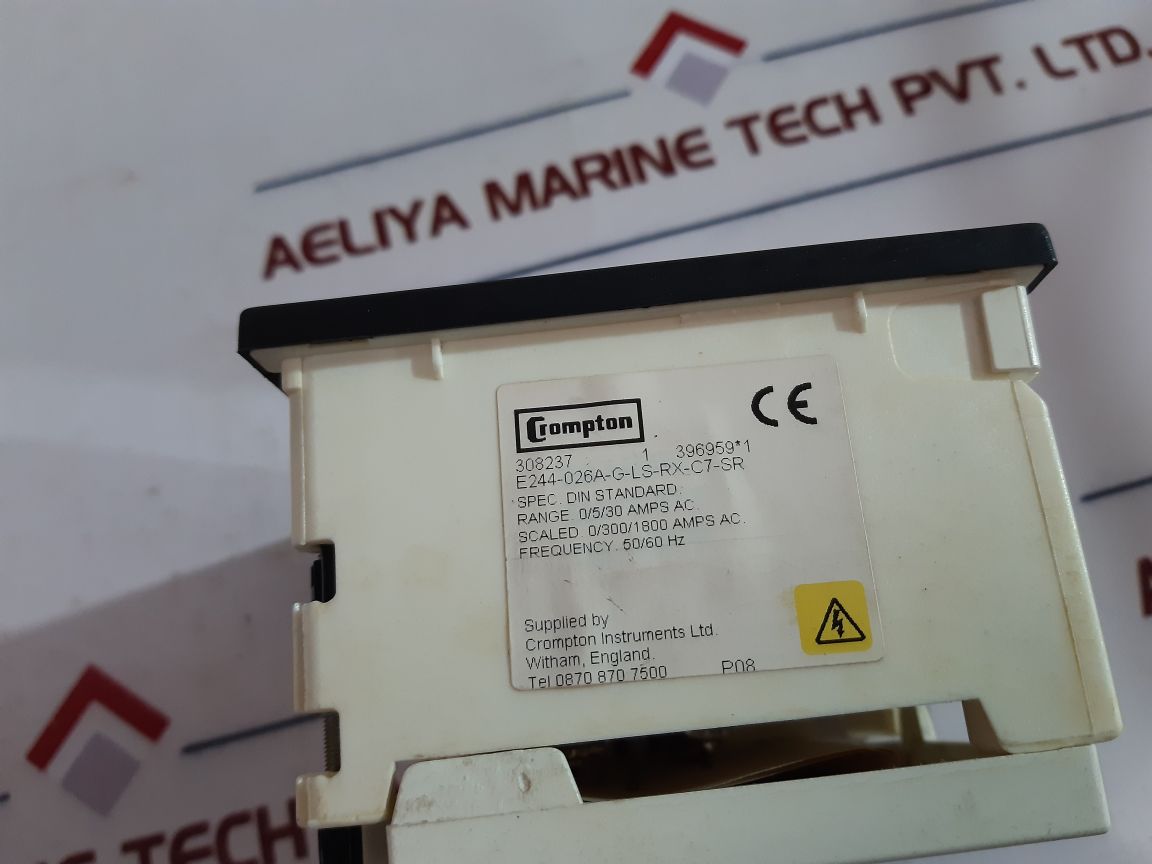 AELIYA MARINE TECH PVT. LTD.
Crompton
CE
308237 1 396959*1
E244-026A-G-LS-RX-C7-SR
SPEC. DIN STANDARD.
RANGE. 0/5/30 AMPS AC.
SCALED. 0/300/1800 AMPS AC.
FREQUENCY. 50/60 Hz
Supplied by
Crompton Instruments Ltd.
Witham, England.
Tel 0870 870 7500 P08
TECH